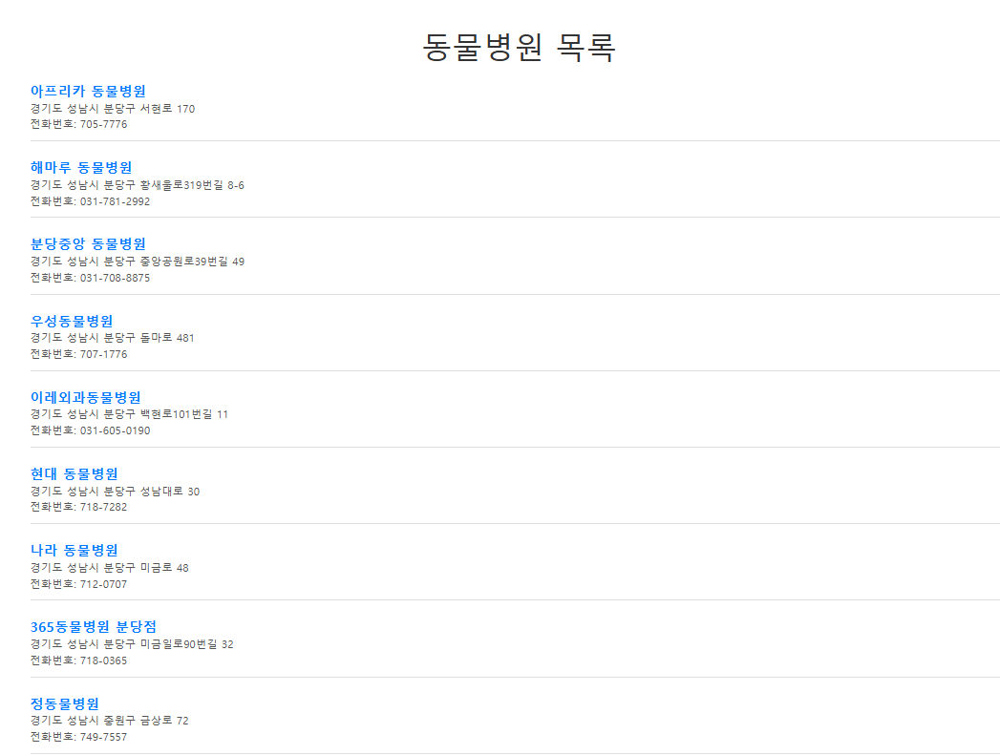 동물병원 목록
아프리카 동물병원
경기도 성남시 분당구 서현로 170
전화번호: 705-7776
해마루 동물병원
경기도 성남시 분당구 황새울로319번길 8-6
전화번호: 031-781-2992
분당중앙 동물병원
경기도 성남시 분당구 중앙공원로39번길 49
전화번호: 031-708-8875
우성동물병원
경기도 성남시 분당구 돌마로 481
전화번호: 707-1776
이레외과동물병원
경기도 성남시 분당구 백현로101번길 11
전화번호: 031-605-0190
현대 동물병원
경기도 성남시 분당구 성남대로 30
전화번호: 718-7282
나라 동물병원
경기도 성남시 분당구 미금로 48
전화번호: 712-0707
365동물병원 분당점
경기도 성남시 분당구 미금일로90번길 32
전화번호: 718-0365
정동물병원
경기도 성남시 중원구 금상로 72
전화번호: 749-7557